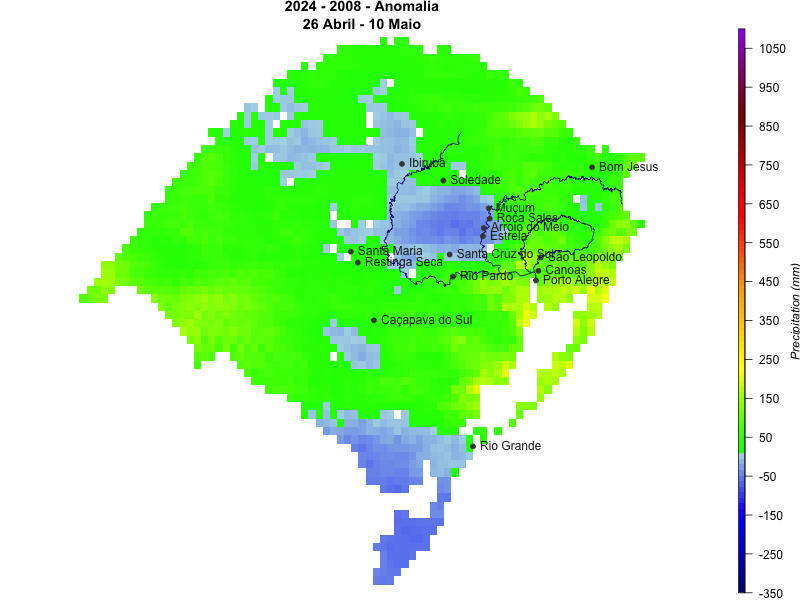 2024 - 2008 - Anomalia
26 Abril - 10 Maio
Ibirubá
Soledade
Bom Jesus
Muçum
Roca Sales
Arroio do Meio
Estrela
Santa Maria
Restinga Seca
Santa Cruz do Sul
São Leopoldo
Canoas
Rio Pardo
Porto Alegre
Caçapava do Sul
Rio Grande
1050
950
850
750
650
550
450
350
250
150
50
-50
-150
-250
-350
Precipitation (mm)